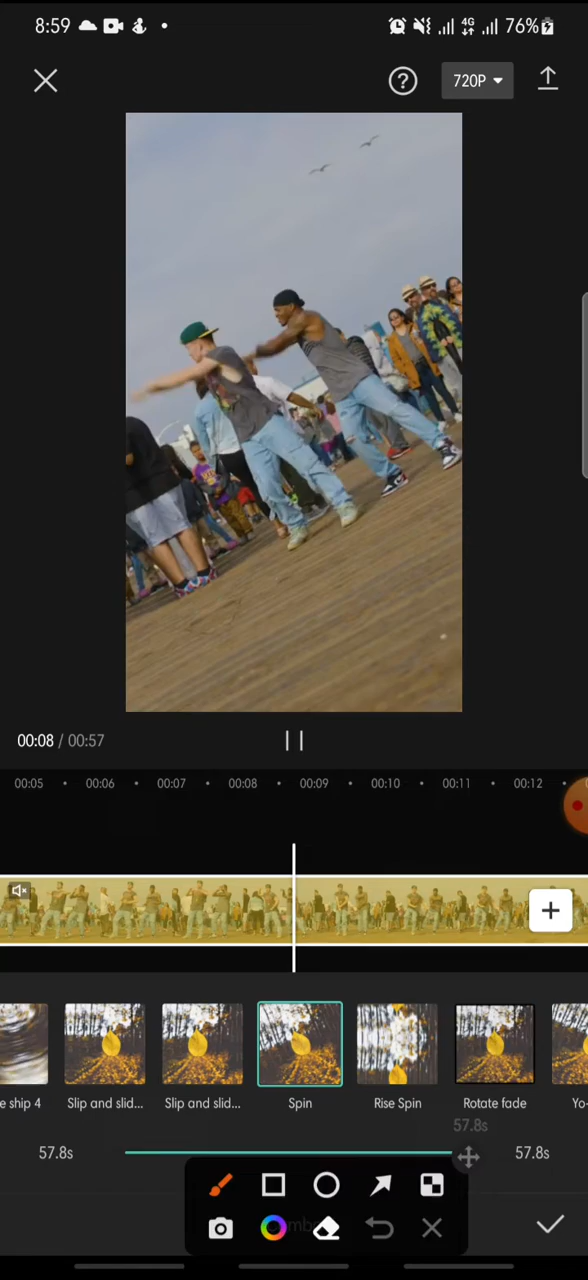 8:59 4G 76%
720P
00:08 / 00:57
00:05 00:06 00:07 00:08 00:09 00:10 00:11 00:12
e ship 4 Slip and slid... Slip and slid... Spin Rise Spin Rotate fade Yo-
57.8s
57.8s 57.8s